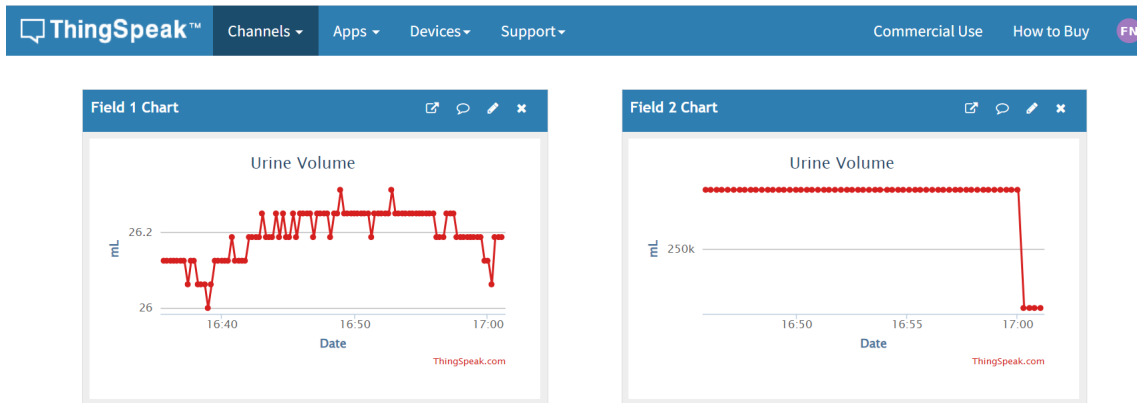 ThingSpeak™ Channels Apps Devices Support Commercial Use How to Buy FN
Field 1 Chart
Urine Volume
mL
26.2
26
16:40 16:50 17:00
Date
ThingSpeak.com
Field 2 Chart
Urine Volume
mL
250k
16:50 16:55 17:00
Date
ThingSpeak.com